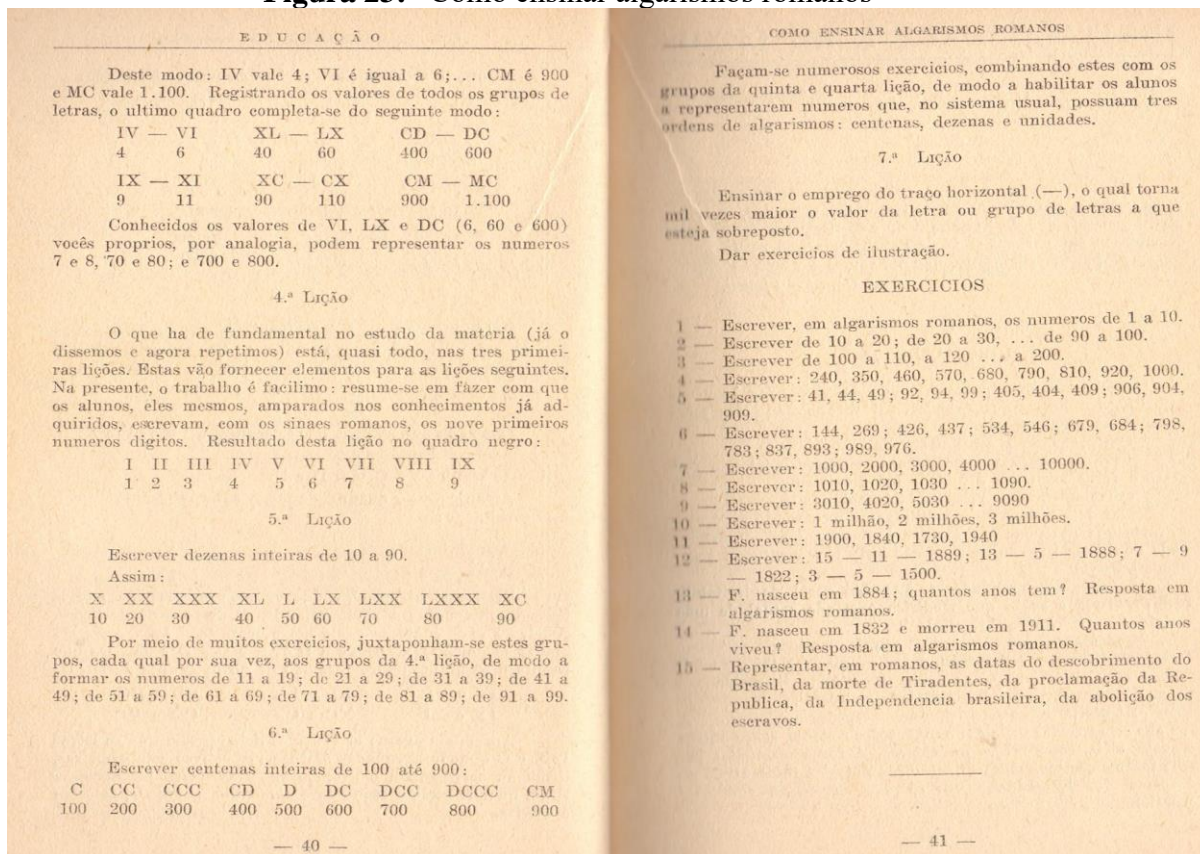 Figura 25: Como ensinar algarismos romanos
EDUCAÇÃO
Deste modo: IV vale 4; VI é igual a 6;... CM é 900
e MC vale 1.100. Registrando os valores de todos os grupos de
letras, o ultimo quadro completa-se do seguinte modo:
IV — VI XL — LX CD — DC
4 6 40 60 400 600
IX — XI XC — CX CM — MC
9 11 90 110 900 1.100
Conhecidos os valores de VI, LX e DC (6, 60 e 600)
vocês proprios, por analogia, podem representar os numeros
7 e 8, 70 e 80; e 700 e 800.
4.ª Lição
O que ha de fundamental no estudo da materia (já o
dissemos e agora repetimos) está, quasi todo, nas tres primei-
ras lições. Estas vão fornecer elementos para as lições seguintes.
Na presente, o trabalho é facilimo: resume-se em fazer com que
os alunos, eles mesmos, amparados nos conhecimentos já ad-
quiridos, escrevam, com os sinaes romanos, os nove primeiros
numeros digitos. Resultado desta lição no quadro negro:
I II III IV V VI VII VIII IX
1 2 3 4 5 6 7 8 9
5.ª Lição
Escrever dezenas inteiras de 10 a 90.
Assim:
X XX XXX XL L LX LXX LXXX XC
10 20 30 40 50 60 70 80 90
Por meio de muitos exercicios, juxtaponham-se estes gru-
pos, cada qual por sua vez, aos grupos da 4.ª lição, de modo a
formar os numeros de 11 a 19; de 21 a 29; de 31 a 39; de 41 a
49; de 51 a 59; de 61 a 69; de 71 a 79; de 81 a 89; de 91 a 99.
6.ª Lição
Escrever centenas inteiras de 100 até 900:
C CC CCC CD D DC DCC DCCC CM
100 200 300 400 500 600 700 800 900
— 40 —
COMO ENSINAR ALGARISMOS ROMANOS
Façam-se numerosos exercicios, combinando estes com os
grupos da quinta e quarta lição, de modo a habilitar os alunos
a representarem numeros que, no sistema usual, possuam tres
ordens de algarismos: centenas, dezenas e unidades.
7.ª Lição
Ensinar o emprego do traço horizontal (—), o qual torna
mil vezes maior o valor da letra ou grupo de letras a que
esteja sobreposto.
Dar exercicios de ilustração.
EXERCICIOS
1 — Escrever, em algarismos romanos, os numeros de 1 a 10.
2 — Escrever de 10 a 20; de 20 a 30, ... de 90 a 100.
3 — Escrever de 100 a 110, a 120 ... a 200.
4 — Escrever: 240, 350, 460, 570, 680, 790, 810, 920, 1000.
5 — Escrever: 41, 44, 49; 92, 94, 99; 405, 404, 409; 906, 904,
909.
6 — Escrever: 144, 269; 426, 437; 534, 546; 679, 684; 798,
783; 837, 893; 989, 976.
7 — Escrever: 1000, 2000, 3000, 4000 ... 10000.
8 — Escrever: 1010, 1020, 1030 ... 1090.
9 — Escrever: 3010, 4020, 5030 ... 9090
10 — Escrever: 1 milhão, 2 milhões, 3 milhões.
11 — Escrever: 1900, 1840, 1730, 1940
12 — Escrever: 15 — 11 — 1889; 13 — 5 — 1888; 7 — 9
— 1822; 3 — 5 — 1500.
13 — F. nasceu em 1884; quantos anos tem? Resposta em
algarismos romanos.
14 — F. nasceu em 1832 e morreu em 1911. Quantos anos
viveu? Resposta em algarismos romanos.
15 — Representar, em romanos, as datas do descobrimento do
Brasil, da morte de Tiradentes, da proclamação da Re-
publica, da Independencia brasileira, da abolição dos
escravos.
— 41 —